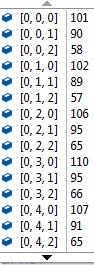 [0, 0, 0] 101
[0, 0, 1] 90
[0, 0, 2] 58
[0, 1, 0] 102
[0, 1, 1] 89
[0, 1, 2] 57
[0, 2, 0] 106
[0, 2, 1] 95
[0, 2, 2] 65
[0, 3, 0] 110
[0, 3, 1] 95
[0, 3, 2] 66
[0, 4, 0] 107
[0, 4, 1] 91
[0, 4, 2] 65